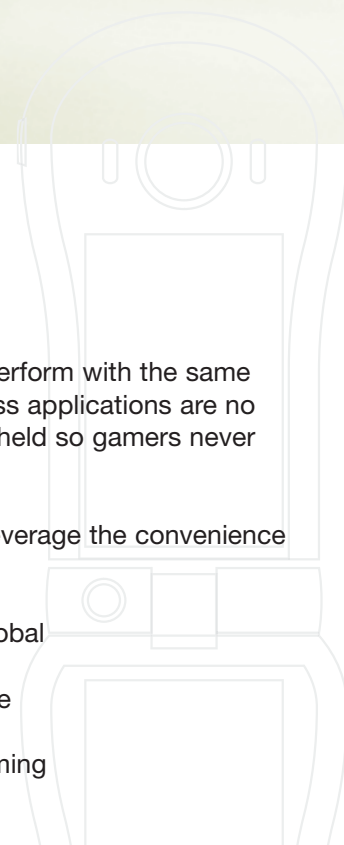 erform with the same
ss applications are no
held so gamers never
verage the convenience
obal
e
ning